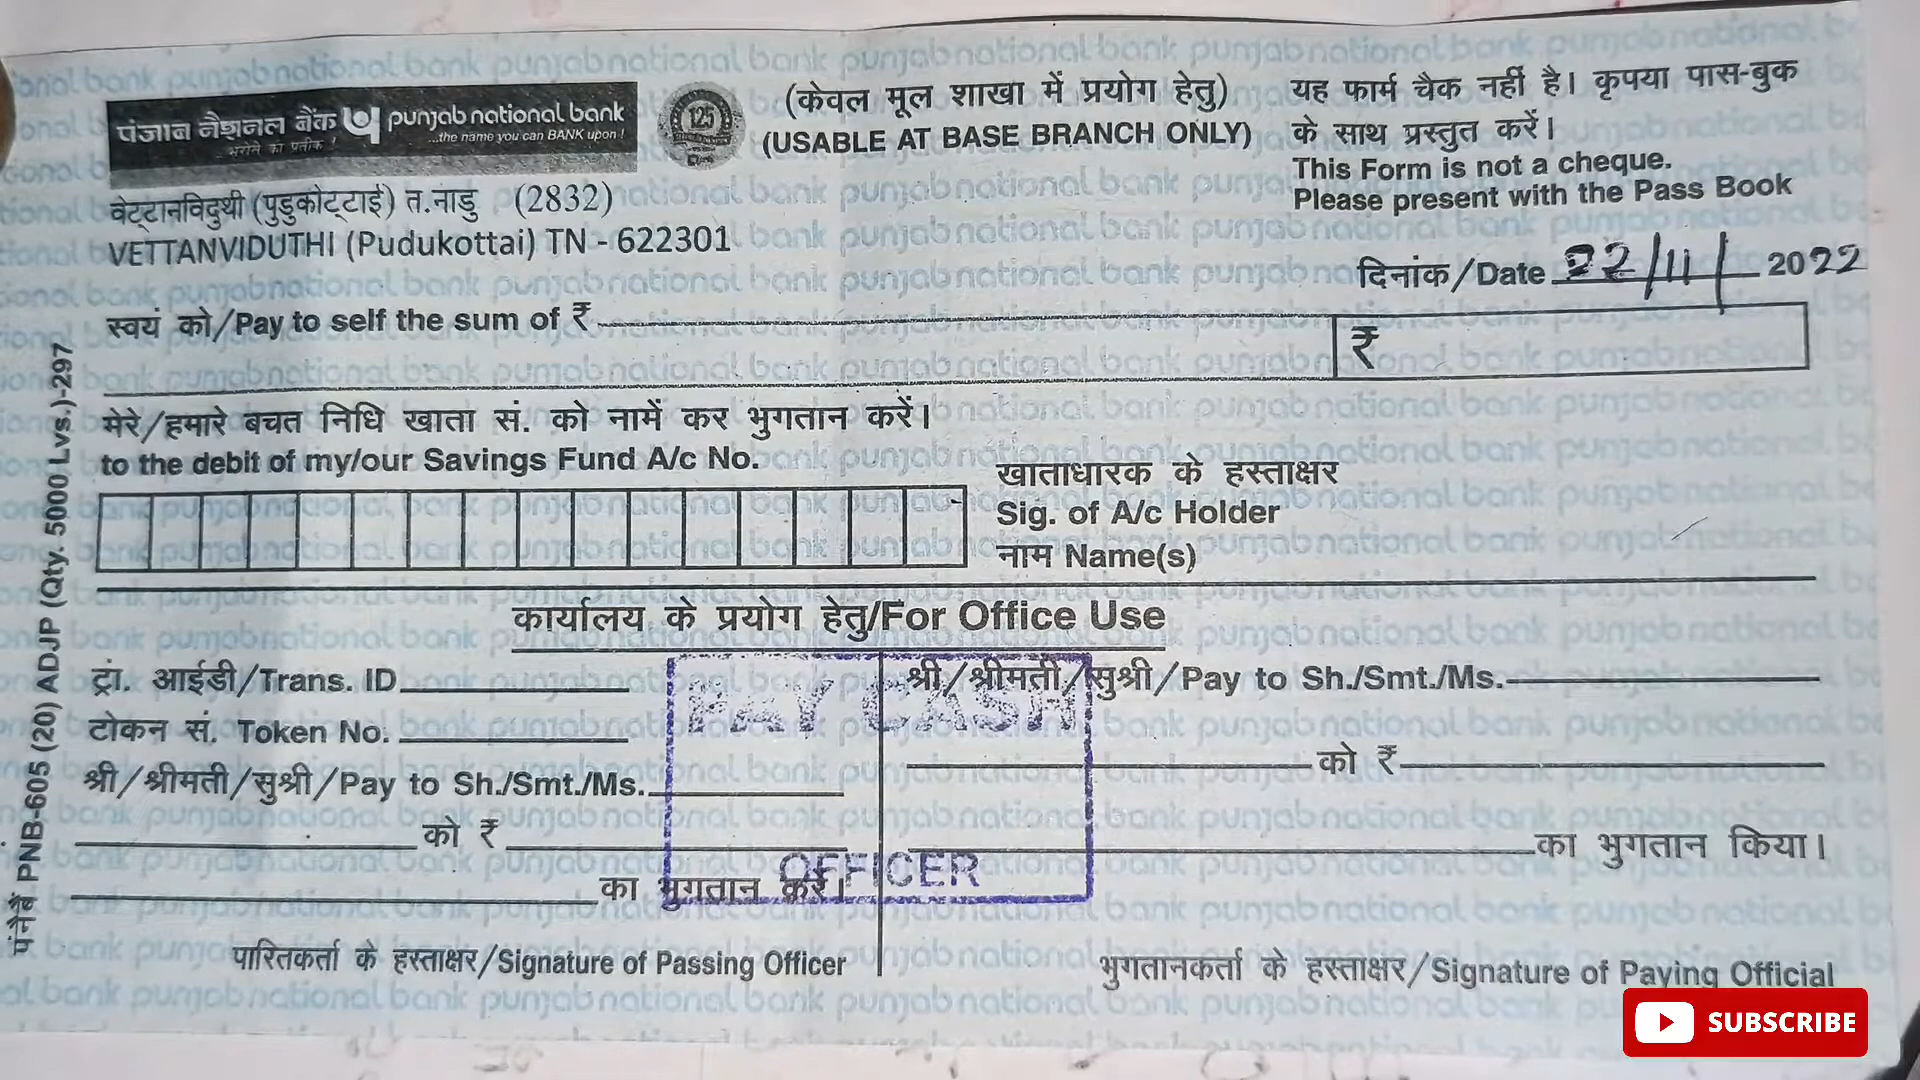 पंजाब नैशनल बैंक punjab national bank
...भरोसे का प्रतीक ! ...the name you can BANK upon !
125
(केवल मूल शाखा में प्रयोग हेतु)
(USABLE AT BASE BRANCH ONLY)
यह फार्म चैक नहीं है। कृपया पास-बुक
के साथ प्रस्तुत करें।
This Form is not a cheque.
Please present with the Pass Book
वेट्टानविदुथी (पुडुकोट्टाई) त.नाडु (2832)
VETTANVIDUTHI (Pudukottai) TN - 622301
दिनांक/Date 22/11/ 2022
स्वयं को/Pay to self the sum of ₹
₹
मेरे/हमारे बचत निधि खाता सं. को नामें कर भुगतान करें।
to the debit of my/our Savings Fund A/c No.
खाताधारक के हस्ताक्षर
Sig. of A/c Holder
नाम Name(s)
कार्यालय के प्रयोग हेतु/For Office Use
ट्रां. आईडी/Trans. ID
टोकन सं. Token No.
श्री/श्रीमती/सुश्री/Pay to Sh./Smt./Ms.
को ₹
का भुगतान करें।
पारितकर्ता के हस्ताक्षर/Signature of Passing Officer
श्री/श्रीमती/सुश्री/Pay to Sh./Smt./Ms.
को ₹
का भुगतान किया।
भुगतानकर्ता के हस्ताक्षर/Signature of Paying Official
PAY CASH
OFFICER
पंनैबैं PNB-605 (20) ADJP (Qty. 5000 Lvs.)-297
SUBSCRIBE